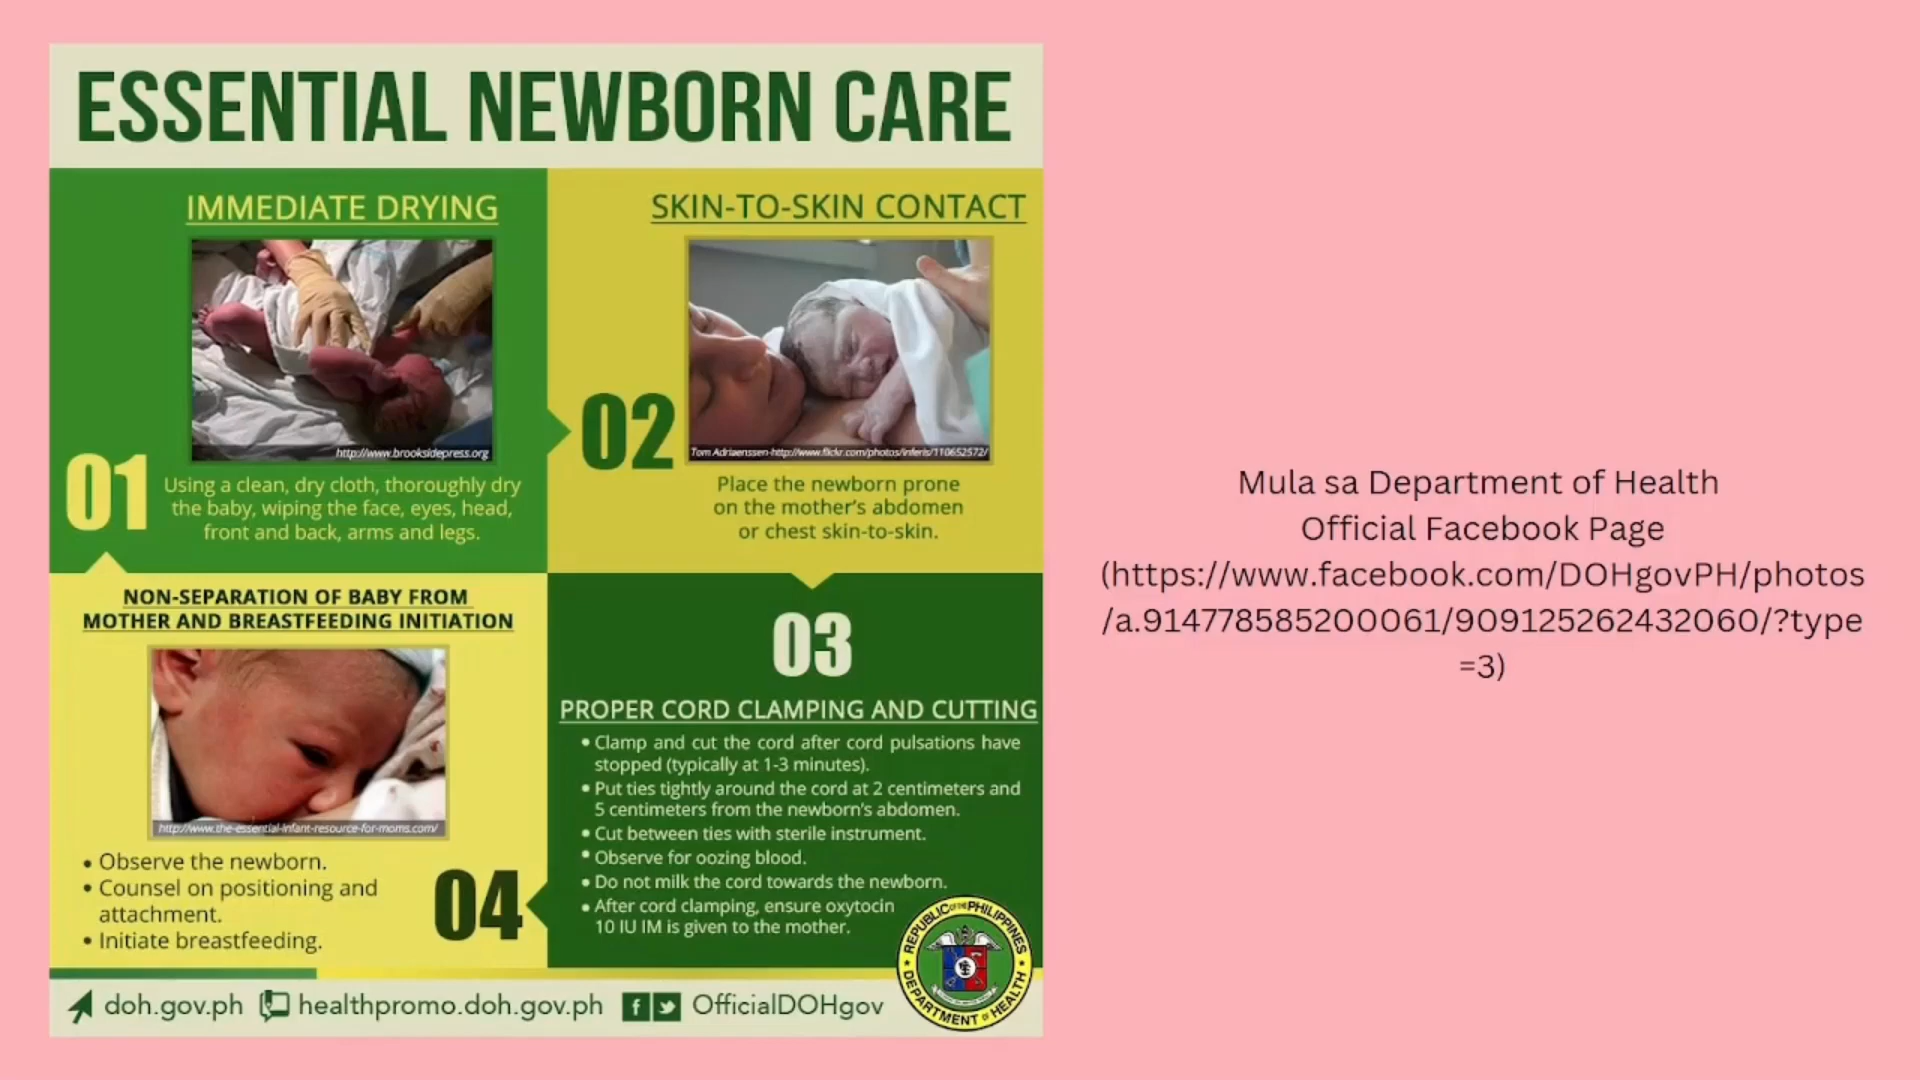 ESSENTIAL NEWBORN CARE
IMMEDIATE DRYING
http://www.brooksidepress.org
01
Using a clean, dry cloth, thoroughly dry
the baby, wiping the face, eyes, head,
front and back, arms and legs.
SKIN-TO-SKIN CONTACT
Tom Adriaenssen-http://www.flickr.com/photos/inferis/110652572/
02
Place the newborn prone
on the mother's abdomen
or chest skin-to-skin.
03
PROPER CORD CLAMPING AND CUTTING
• Clamp and cut the cord after cord pulsations have
stopped (typically at 1-3 minutes).
• Put ties tightly around the cord at 2 centimeters and
5 centimeters from the newborn's abdomen.
• Cut between ties with sterile instrument.
• Observe for oozing blood.
• Do not milk the cord towards the newborn.
• After cord clamping, ensure oxytocin
10 IU IM is given to the mother.
NON-SEPARATION OF BABY FROM
MOTHER AND BREASTFEEDING INITIATION
http://www.the-essential-infant-resource-for-moms.com/
• Observe the newborn.
• Counsel on positioning and
attachment.
• Initiate breastfeeding.
04
doh.gov.ph healthpromo.doh.gov.ph OfficialDOHgov
REPUBLIC OF THE PHILIPPINES
DEPARTMENT OF HEALTH
Mula sa Department of Health
Official Facebook Page
(https://www.facebook.com/DOHgovPH/photos
/a.914778585200061/909125262432060/?type
=3)